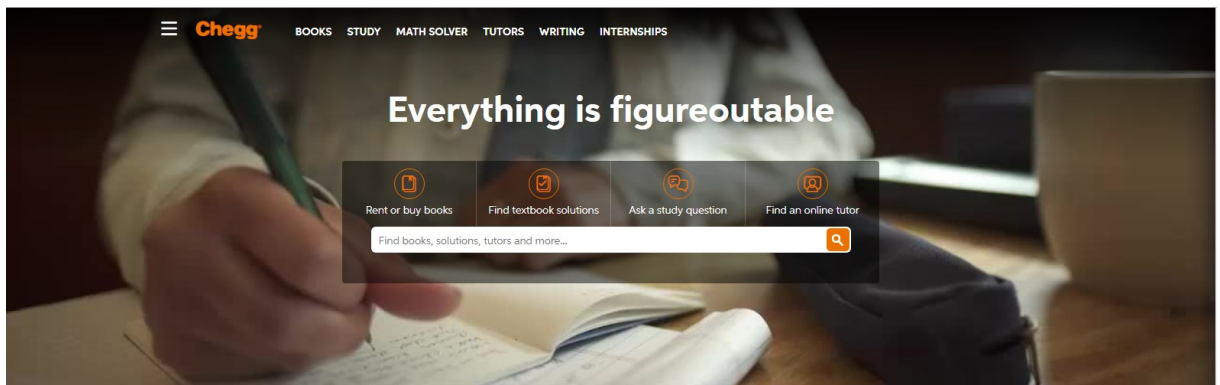 Chegg
BOOKS STUDY MATH SOLVER TUTORS WRITING INTERNSHIPS
Everything is figureoutable
Rent or buy books
Find textbook solutions
Ask a study question
Find an online tutor
Find books, solutions, tutors and more...